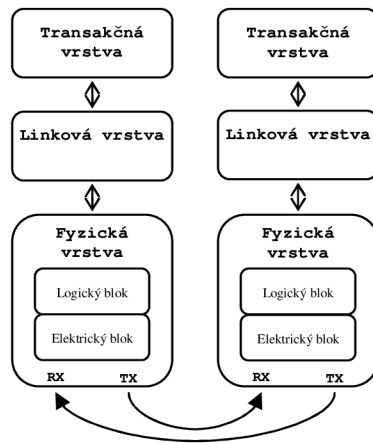 Transakčná
vrstva
Transakčná
vrstva
Linková vrstva
Linková vrstva
Fyzická
vrstva
Logický blok
Elektrický blok
RX TX
Fyzická
vrstva
Logický blok
Elektrický blok
RX TX